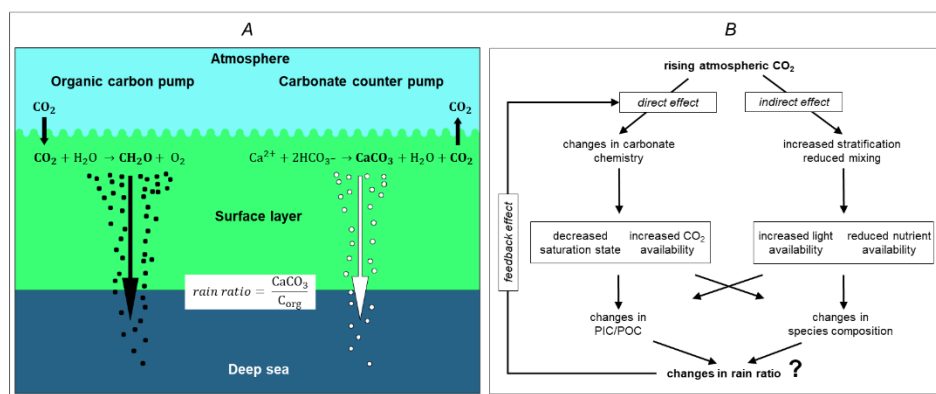 A
Atmosphere
Organic carbon pump
Carbonate counter pump
CO₂
CO₂
CO₂ + H₂O → CH₂O + O₂
Ca²⁺ + 2HCO₃₋ → CaCO₃ + H₂O + CO₂
Surface layer
rain ratio = CaCO₃ / C_org
Deep sea
B
rising atmospheric CO₂
direct effect
indirect effect
changes in carbonate
chemistry
increased stratification
reduced mixing
feedback effect
decreased
saturation state
increased CO₂
availability
increased light
availability
reduced nutrient
availability
changes in
PIC/POC
changes in
species composition
changes in rain ratio ?